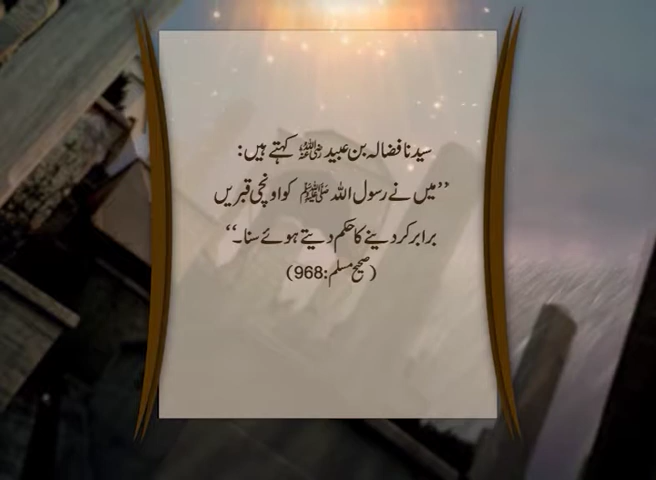 سیدنا فضالہ بن عبید رضی اللہ عنہ کہتے ہیں:
’’میں نے رسول اللہ ﷺ کو اونچی قبریں
برابر کر دینے کا حکم دیتے ہوئے سنا۔‘‘
(صحیح مسلم:968)